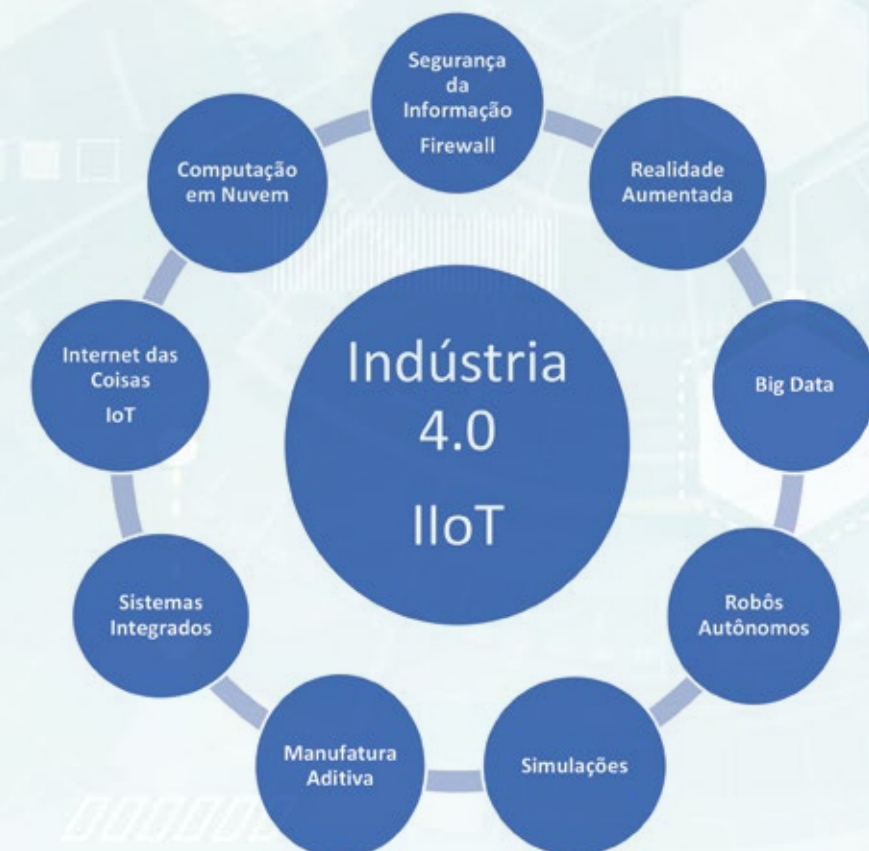 Segurança
da
Informação
Firewall
Realidade
Aumentada
Big Data
Robôs
Autônomos
Simulações
Manufatura
Aditiva
Sistemas
Integrados
Internet das
Coisas
IoT
Computação
em Nuvem
Indústria
4.0
IIoT